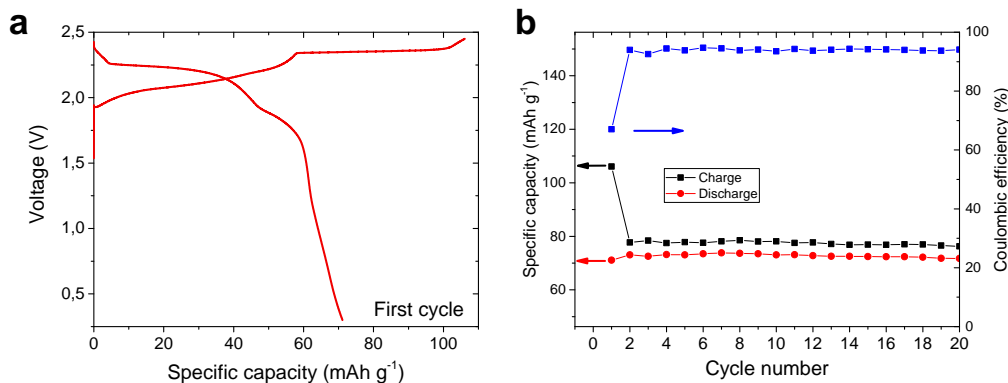 a
2,5
2,0
1,5
1,0
0,5
Voltage (V)
First cycle
0 20 40 60 80 100
Specific capacity (mAh g⁻¹)
b
140
120
100
80
60
Specific capacity (mAh g⁻¹)
Charge
Discharge
100
80
60
40
20
0
Coulombic efficiency (%)
0 2 4 6 8 10 12 14 16 18 20
Cycle number